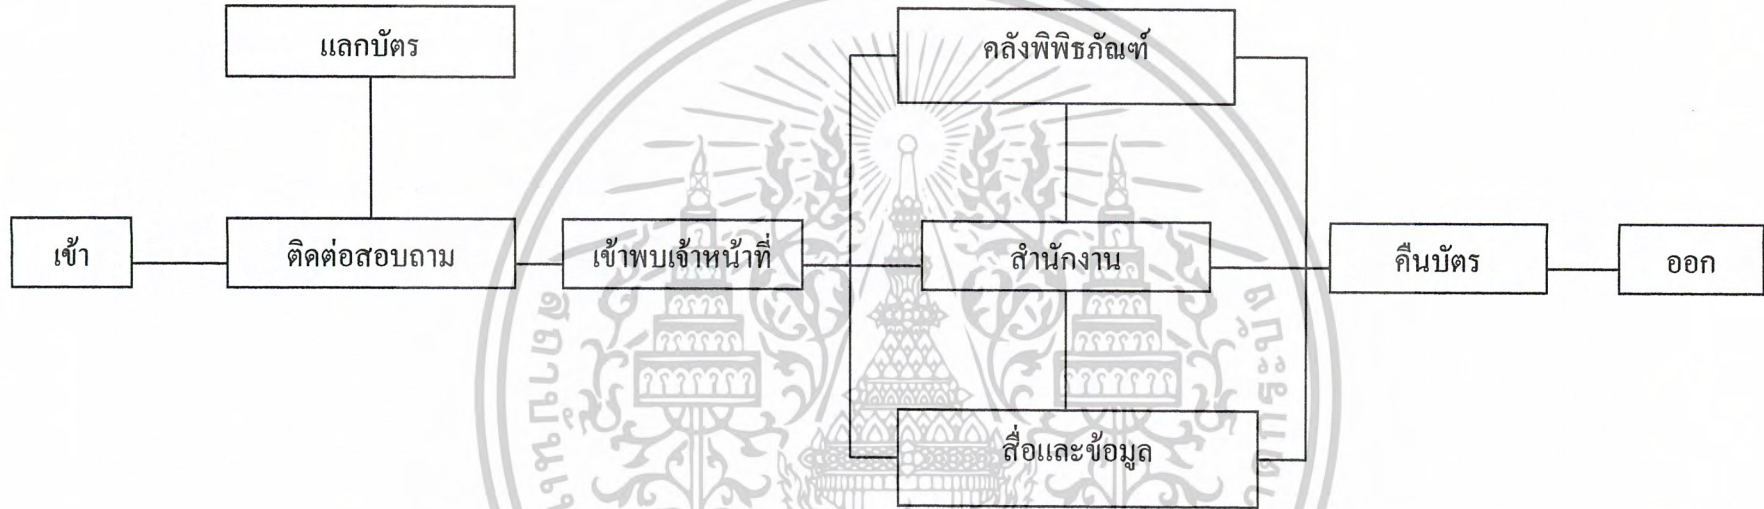 แลกบัตร
คลังพิพิธภัณฑ์
เข้า
ติดต่อสอบถาม
เข้าพบเจ้าหน้าที่
สำนักงาน
คืนบัตร
ออก
สื่อและข้อมูล